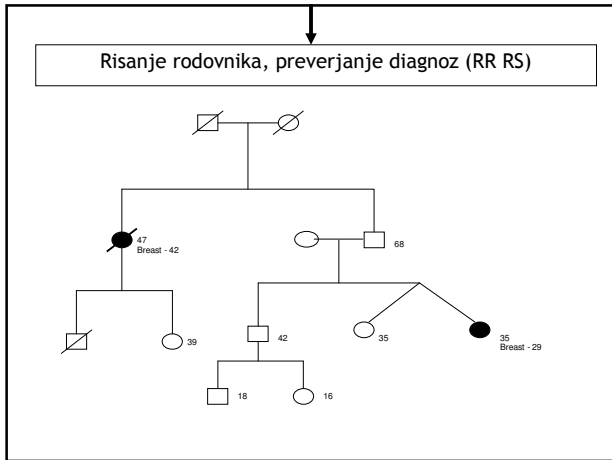 Risanje rodovnika, preverjanje diagnoz (RR RS)
47
Breast - 42
68
39
42
35
35
Breast - 29
18
16